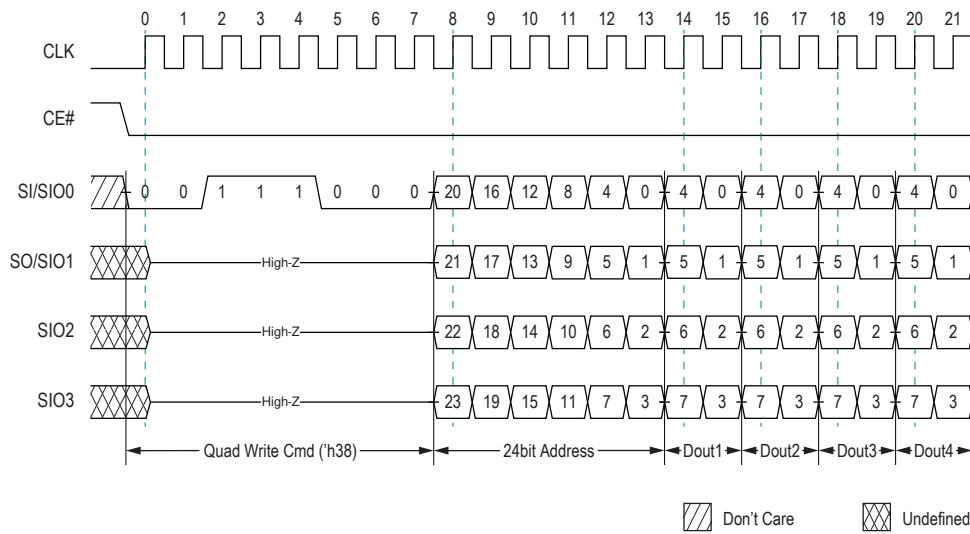 0 1 2 3 4 5 6 7 8 9 10 11 12 13 14 15 16 17 18 19 20 21
CLK
CE#
SI/SIO0 0 0 1 1 1 0 0 0 20 16 12 8 4 0 4 0 4 0 4 0 4 0
SO/SIO1 High-Z 21 17 13 9 5 1 5 1 5 1 5 1 5 1
SIO2 High-Z 22 18 14 10 6 2 6 2 6 2 6 2 6 2
SIO3 High-Z 23 19 15 11 7 3 7 3 7 3 7 3 7 3
Quad Write Cmd ('h38) 24bit Address Dout1 Dout2 Dout3 Dout4
Don't Care Undefined